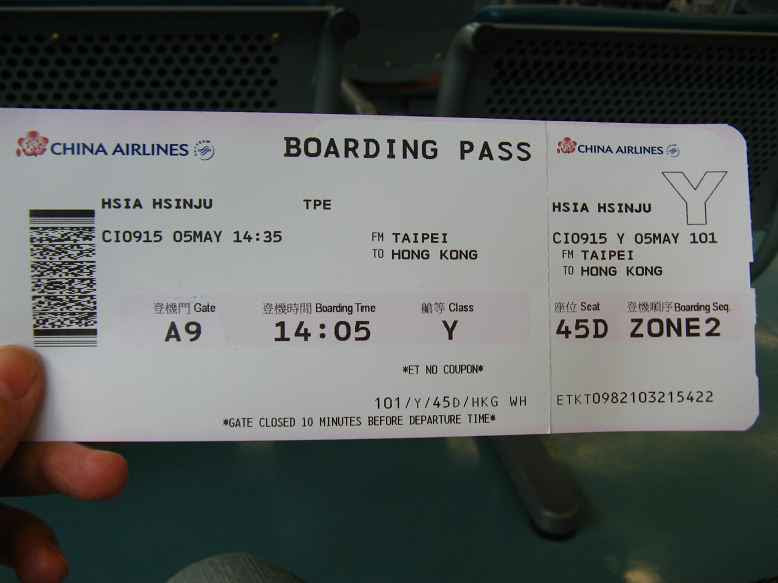 CHINA AIRLINES
BOARDING PASS
HSIA HSINJU TPE
CI0915 05MAY 14:35
FM TAIPEI
TO HONG KONG
登機門 Gate 登機時間 Boarding Time 艙等 Class
A9 14:05 Y
*ET NO COUPON*
101/Y/45D/HKG WH
*GATE CLOSED 10 MINUTES BEFORE DEPARTURE TIME*
CHINA AIRLINES
Y
HSIA HSINJU
CI0915 Y 05MAY 101
FM TAIPEI
TO HONG KONG
座位 Seat 登機順序 Boarding Seq.
45D ZONE2
ETKT0982103215422